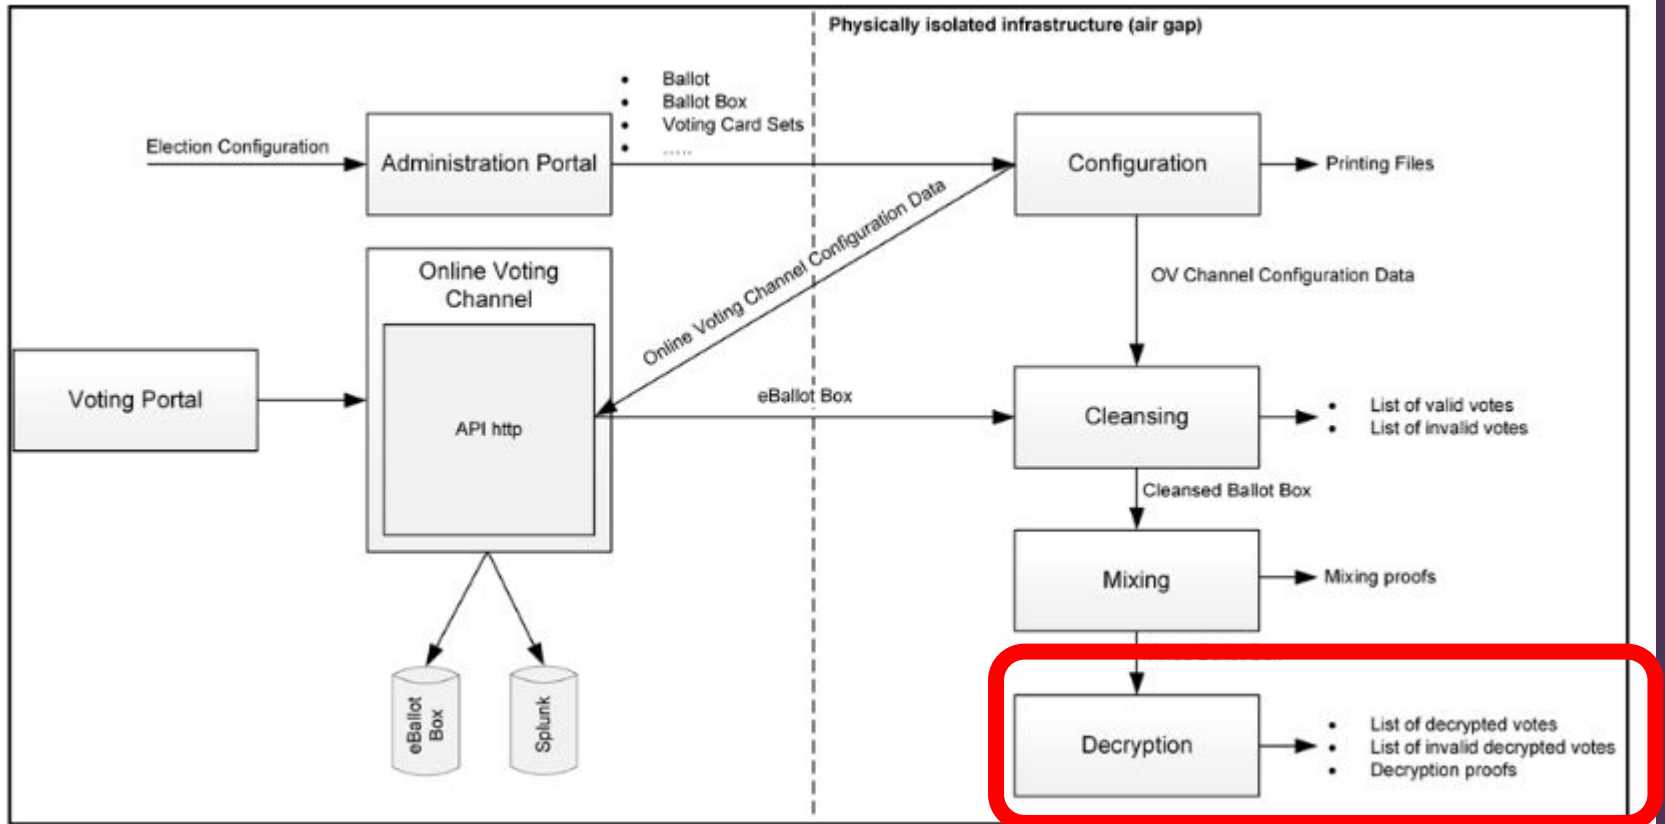 Physically isolated infrastructure (air gap)
• Ballot
• Ballot Box
• Voting Card Sets
• .....
Election Configuration
Administration Portal
Configuration
Printing Files
Online Voting Channel Configuration Data
OV Channel Configuration Data
Online Voting
Channel
API http
Voting Portal
eBallot Box
Cleansing
• List of valid votes
• List of invalid votes
Cleansed Ballot Box
Mixing
Mixing proofs
eBallot
Box
Splunk
Decryption
• List of decrypted votes
• List of invalid decrypted votes
• Decryption proofs